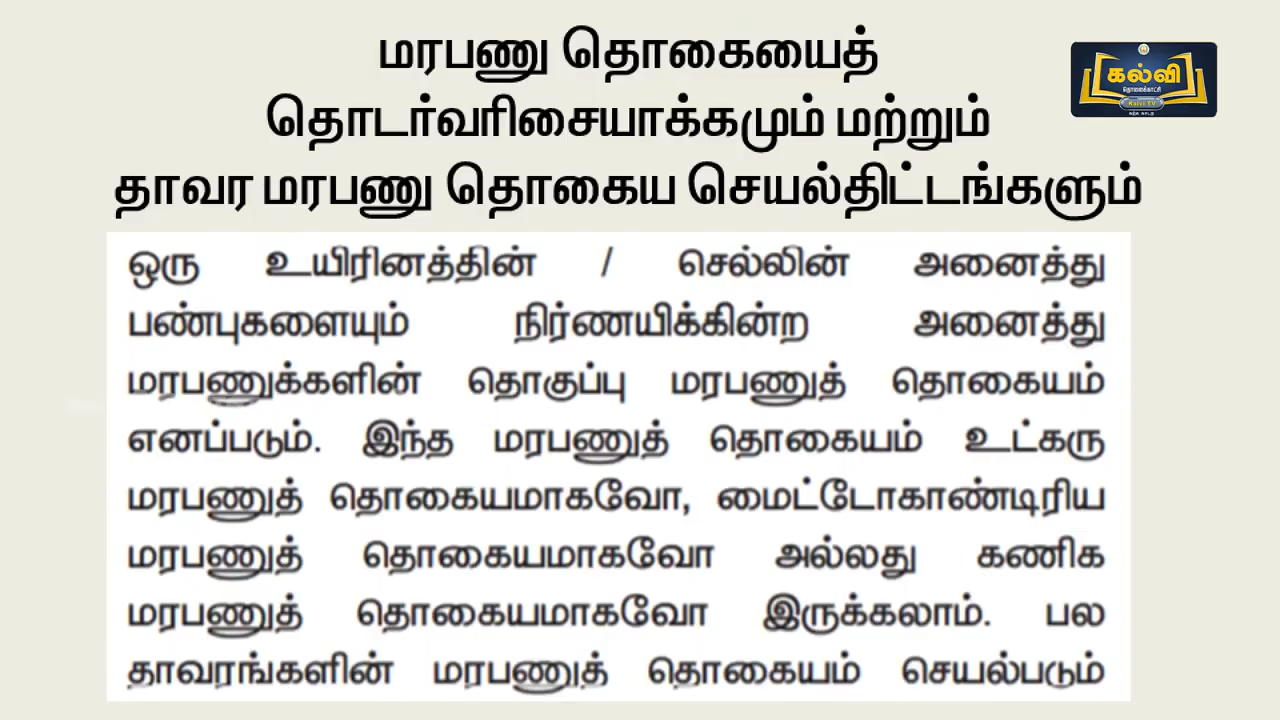 மரபணு தொகையைத்
தொடர்வரிசையாக்கமும் மற்றும்
தாவர மரபணு தொகைய செயல்திட்டங்களும்
கல்வி
தொலைக்காட்சி
Kalvi TV
ஒரு உயிரினத்தின் / செல்லின் அனைத்து
பண்புகளையும் நிர்ணயிக்கின்ற அனைத்து
மரபணுக்களின் தொகுப்பு மரபணுத் தொகையம்
எனப்படும். இந்த மரபணுத் தொகையம் உட்கரு
மரபணுத் தொகையமாகவோ, மைட்டோகாண்டிரிய
மரபணுத் தொகையமாகவோ அல்லது கணிக
மரபணுத் தொகையமாகவோ இருக்கலாம். பல
தாவரங்களின் மரபணுத் தொகையம் செயல்படும்